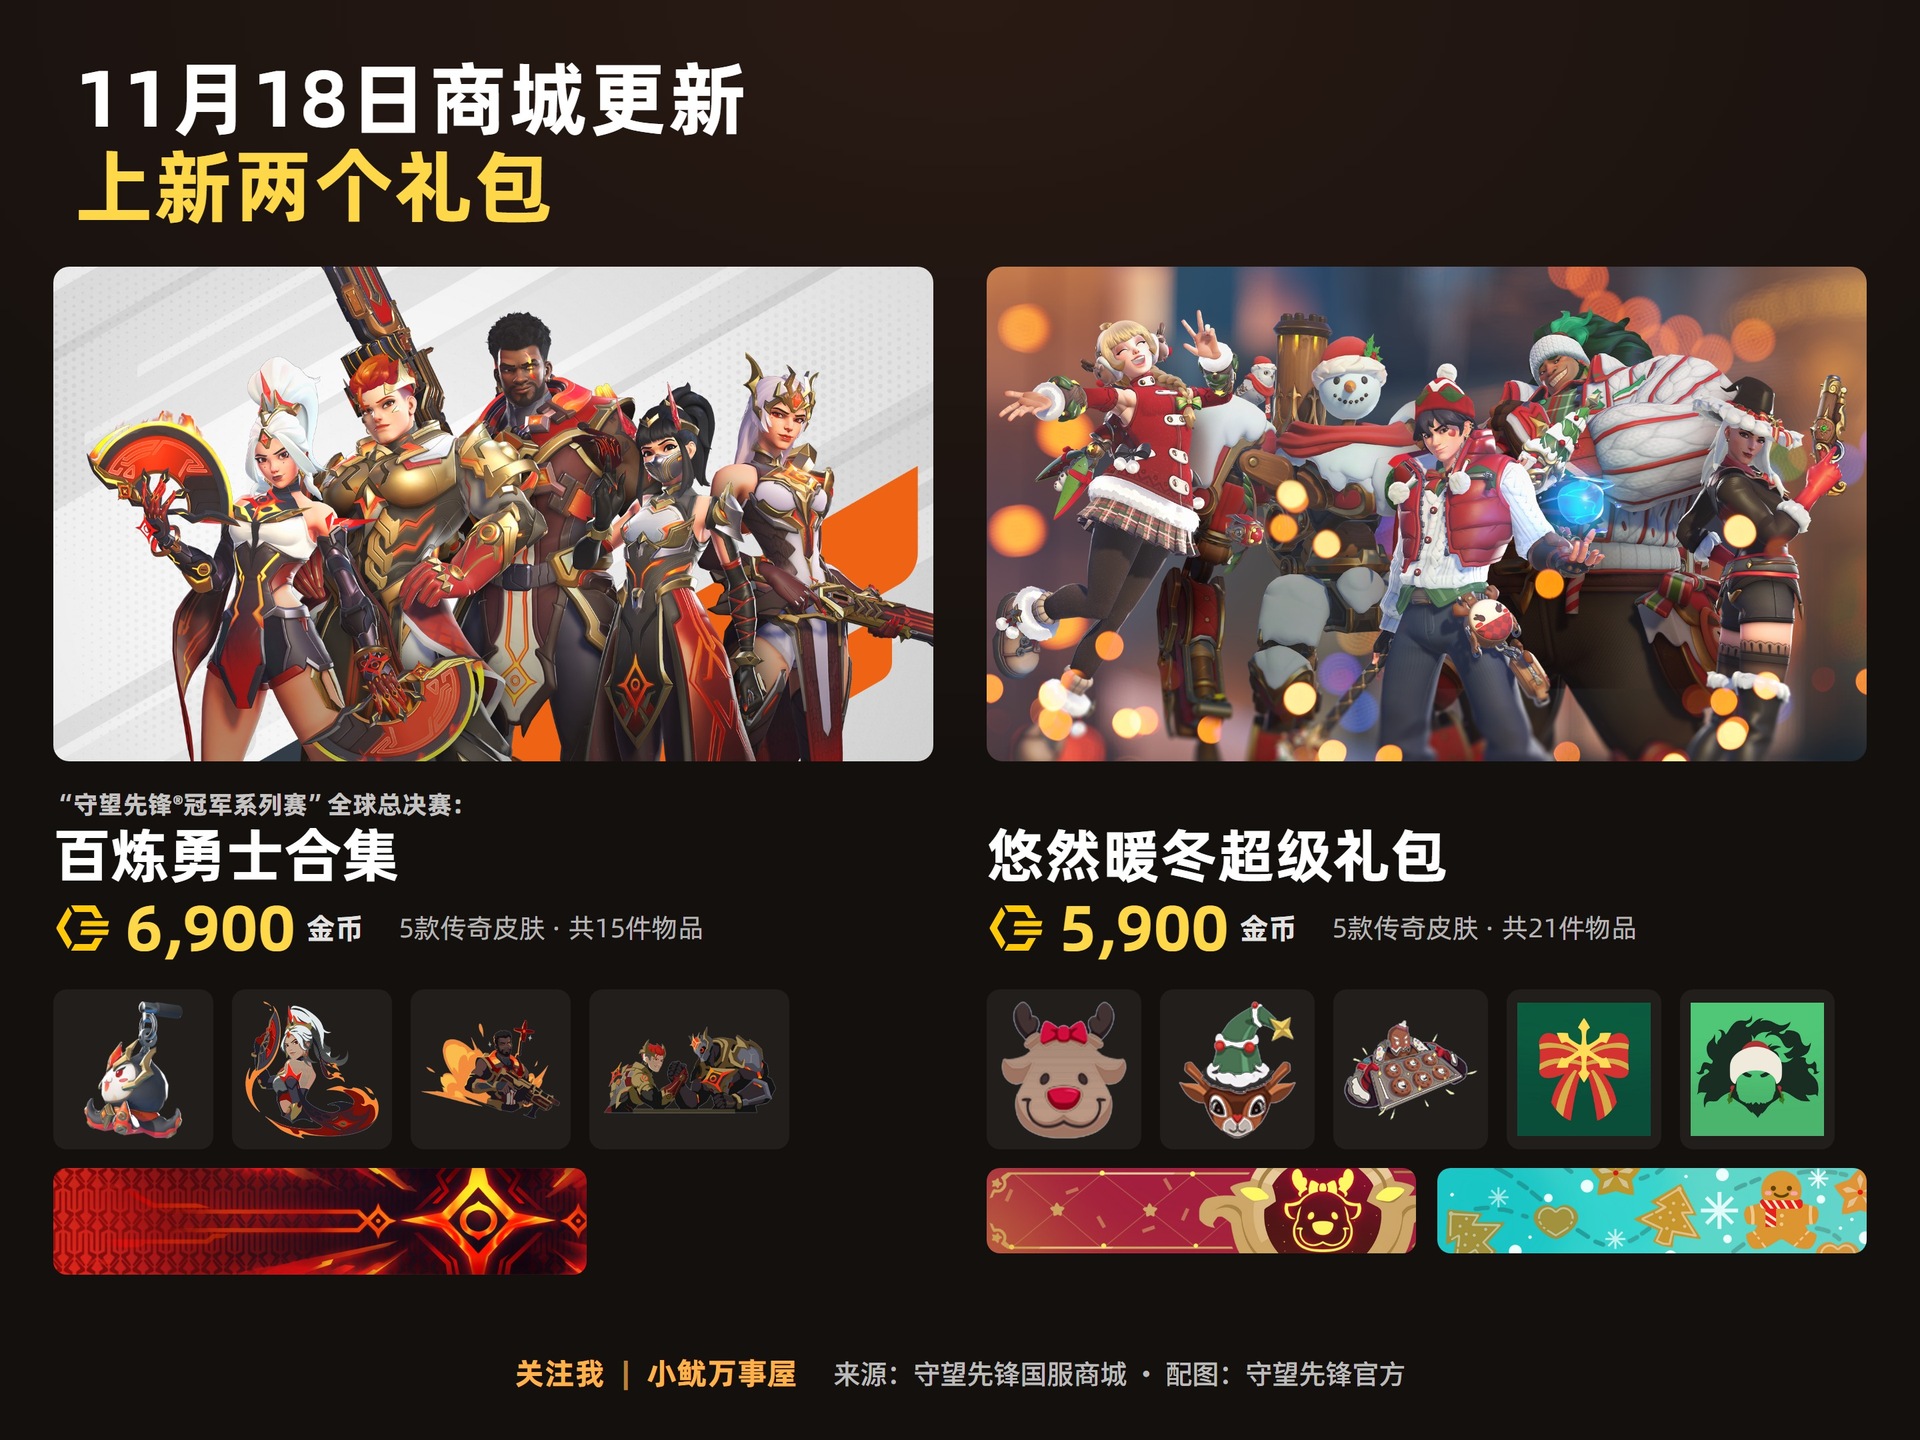 11月18日商城更新
上新两个礼包
“守望先锋®冠军系列赛”全球总决赛：
百炼勇士合集
6,900 金币 5款传奇皮肤 · 共15件物品
悠然暖冬超级礼包
5,900 金币 5款传奇皮肤 · 共21件物品
关注我 | 小鱿万事屋 来源：守望先锋国服商城 • 配图：守望先锋官方